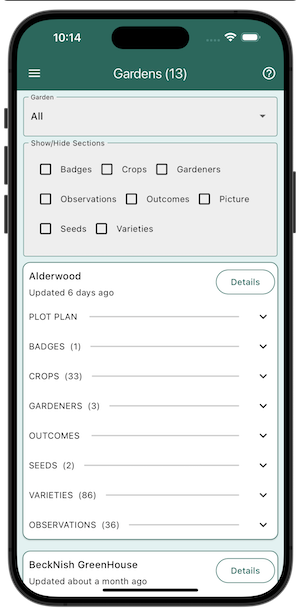 10:14
Gardens (13)
Garden
All
Show/Hide Sections
Badges Crops Gardeners
Observations Outcomes Picture
Seeds Varieties
Alderwood
Details
Updated 6 days ago
PLOT PLAN
BADGES (1)
CROPS (33)
GARDENERS (3)
OUTCOMES
SEEDS (2)
VARIETIES (86)
OBSERVATIONS (36)
BeckNish GreenHouse
Details
Updated about a month ago